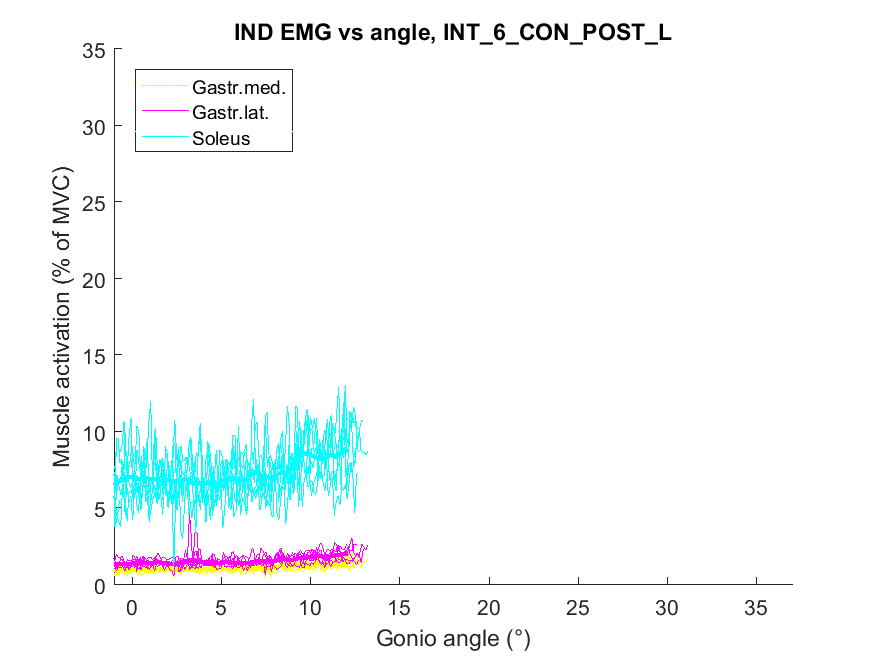 IND EMG vs angle, INT_6_CON_POST_L
35
30
25
20
15
10
5
0
Gastr.med.
Gastr.lat.
Soleus
Muscle activation (% of MVC)
0 5 10 15 20 25 30 35
Gonio angle (°)